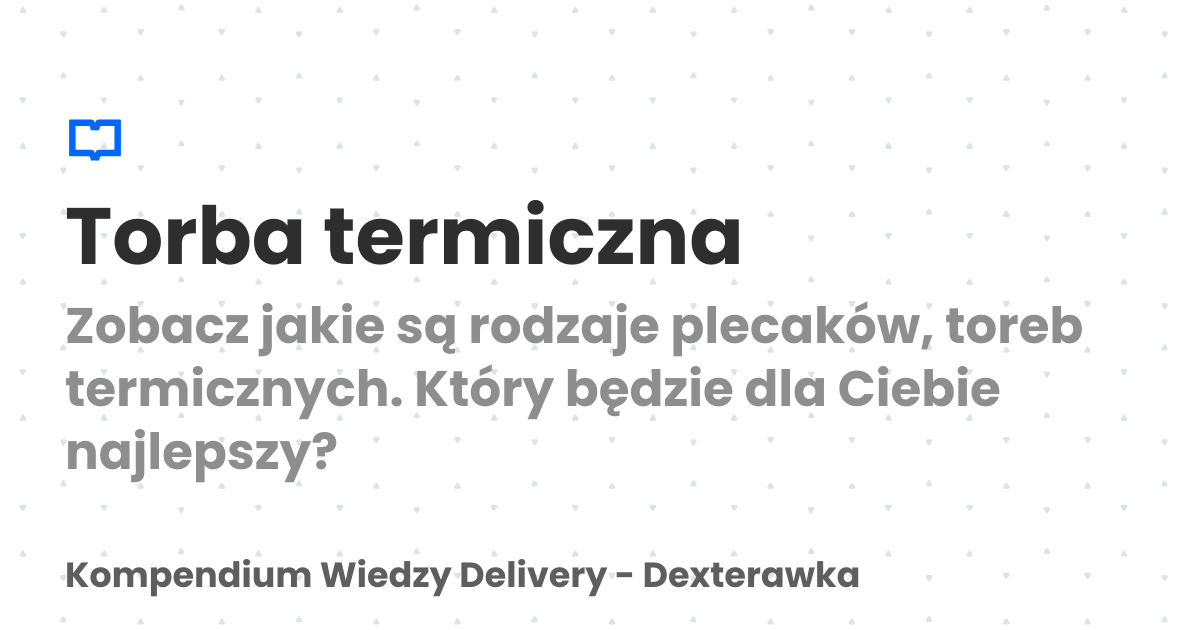 Torba termiczna
Zobacz jakie są rodzaje plecaków, toreb
termicznych. Który będzie dla Ciebie
najlepszy?
Kompendium Wiedzy Delivery - Dexterawka